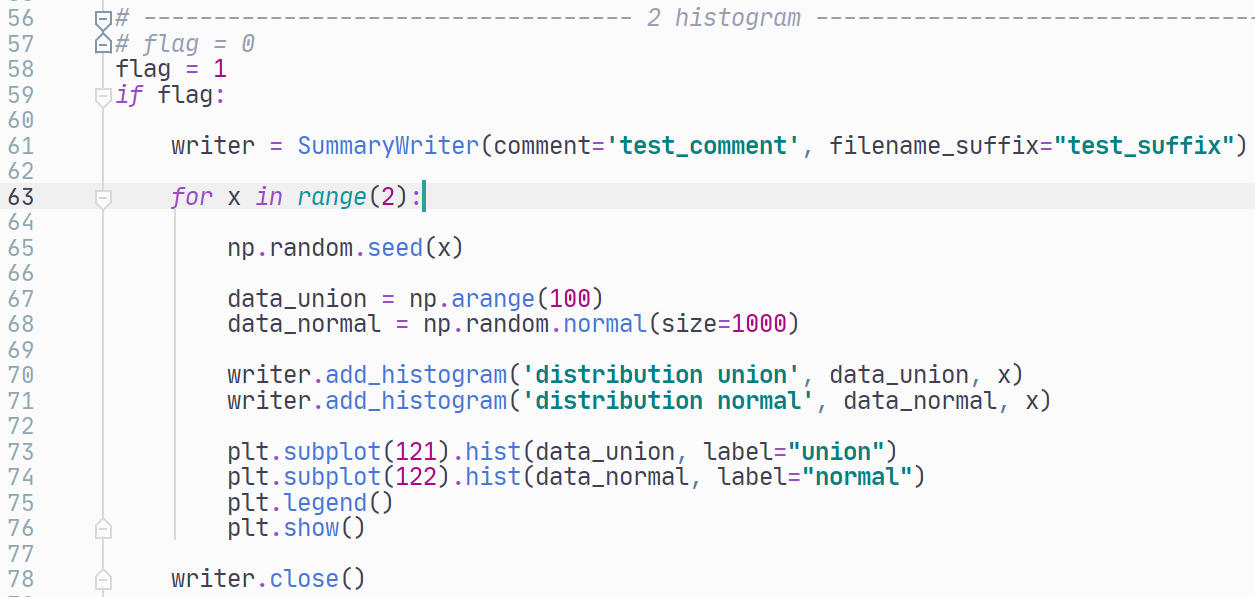 56 # ----------------------------------- 2 histogram --------------------------------
57 # flag = 0
58 flag = 1
59 if flag:
60
61 writer = SummaryWriter(comment='test_comment', filename_suffix="test_suffix")
62
63 for x in range(2):
64
65 np.random.seed(x)
66
67 data_union = np.arange(100)
68 data_normal = np.random.normal(size=1000)
69
70 writer.add_histogram('distribution union', data_union, x)
71 writer.add_histogram('distribution normal', data_normal, x)
72
73 plt.subplot(121).hist(data_union, label="union")
74 plt.subplot(122).hist(data_normal, label="normal")
75 plt.legend()
76 plt.show()
77
78 writer.close()